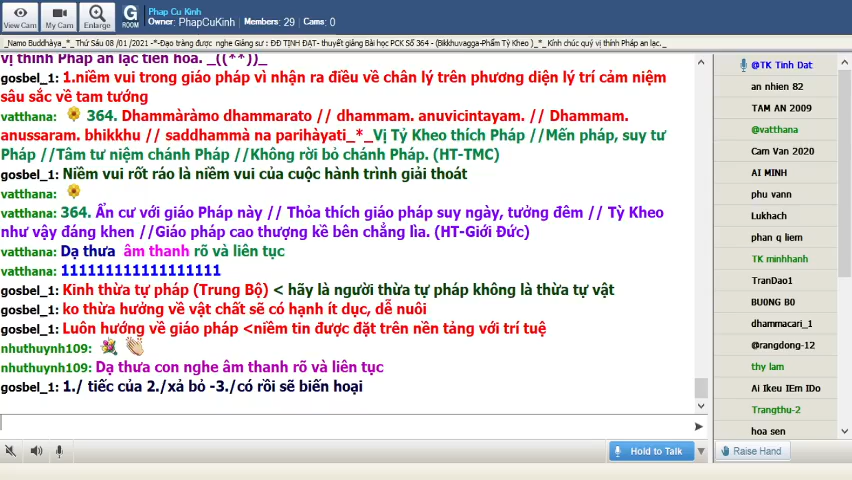 Phap Cu Kinh
Owner: PhapCuKinh Members: 29 Cams: 0
View Cam My Cam Enlarge G ROOM
_Namo Buddhàya_*_ Thứ Sáu 08 /01 /2021 -*-Đạo tràng được nghe Giảng sư : ĐĐ TỊNH ĐẠT- thuyết giảng Bài học PCK Số 364 - (Bikkhuvagga-Phẩm Tỳ Kheo )_*_ Kính chúc quý vị thính Pháp an lạc._
vị thính Pháp an lạc tiến hóa. _((**))_
gosbel_1: 1.niềm vui trong giáo pháp vì nhận ra điều về chân lý trên phương diện lý trí cảm niệm
sâu sắc về tam tướng
vatthana: 364. Dhammàràmo dhammarato // dhammam. anuvicintayam. // Dhammam.
anussaram. bhikkhu // saddhammà na parihàyati_*_Vị Tỷ Kheo thích Pháp //Mến pháp, suy tư
Pháp //Tâm tư niệm chánh Pháp //Không rời bỏ chánh Pháp. (HT-TMC)
gosbel_1: Niềm vui rốt ráo là niềm vui của cuộc hành trình giải thoát
vatthana:
vatthana: 364. Ẩn cư với giáo Pháp này // Thỏa thích giáo pháp suy ngày, tưởng đêm // Tỳ Kheo
như vậy đáng khen //Giáo pháp cao thượng kề bên chẳng lìa. (HT-Giới Đức)
vatthana: Dạ thưa âm thanh rõ và liên tục
vatthana: 11111111111111111111
gosbel_1: Kinh thừa tự pháp (Trung Bộ) < hãy là người thừa tự pháp không là thừa tự vật
gosbel_1: ko thừa hưởng về vật chất sẽ có hạnh ít dục, dễ nuôi
gosbel_1: Luôn hướng về giáo pháp <niềm tin được đặt trên nền tảng với trí tuệ
nhuthuynh109:
nhuthuynh109: Dạ thưa con nghe âm thanh rõ và liên tục
gosbel_1: 1./ tiếc của 2./xả bỏ -3./có rồi sẽ biến hoại
Hold to Talk
@TK Tinh Dat
an nhien 82
TAM AN 2009
@vatthana
Cam Van 2020
AI MINH
phu vann
Lukhach
phan q liem
TK minhhanh
TranDao1
BU0NG B0
dhammacari_1
@rangdong-12
thy lam
Ai Ikeu IEm IDo
Trangthu-2
hoa sen
Raise Hand